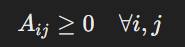 A_{ij} ≥ 0 ∀i, j